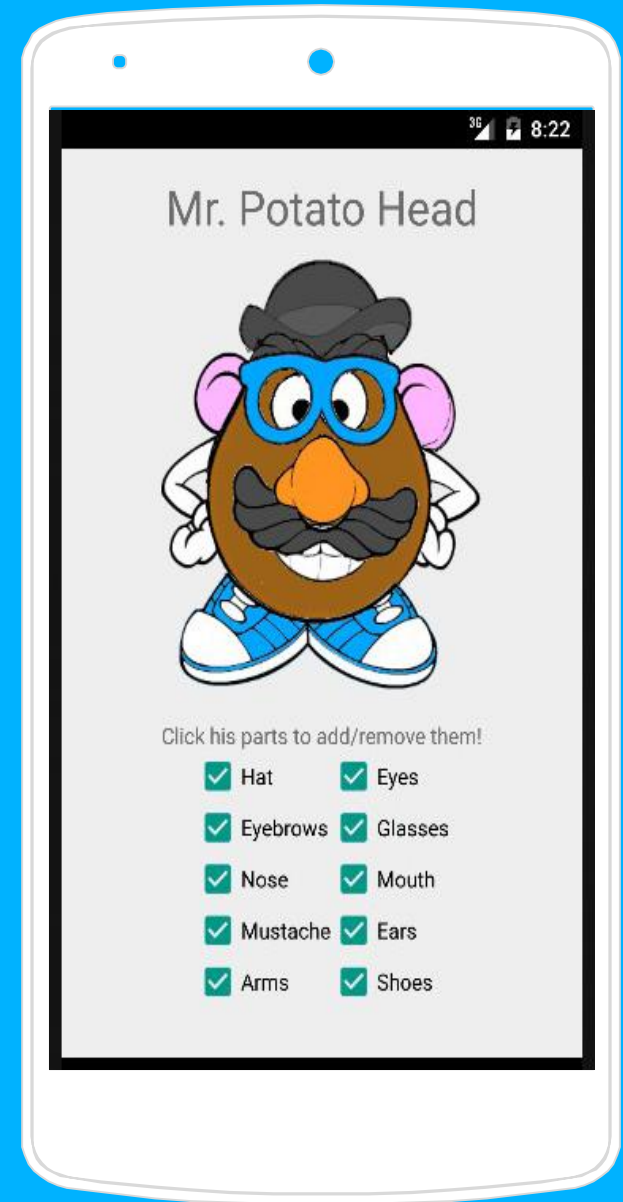 3G 8:22
Mr. Potato Head
Click his parts to add/remove them!
Hat Eyes
Eyebrows Glasses
Nose Mouth
Mustache Ears
Arms Shoes